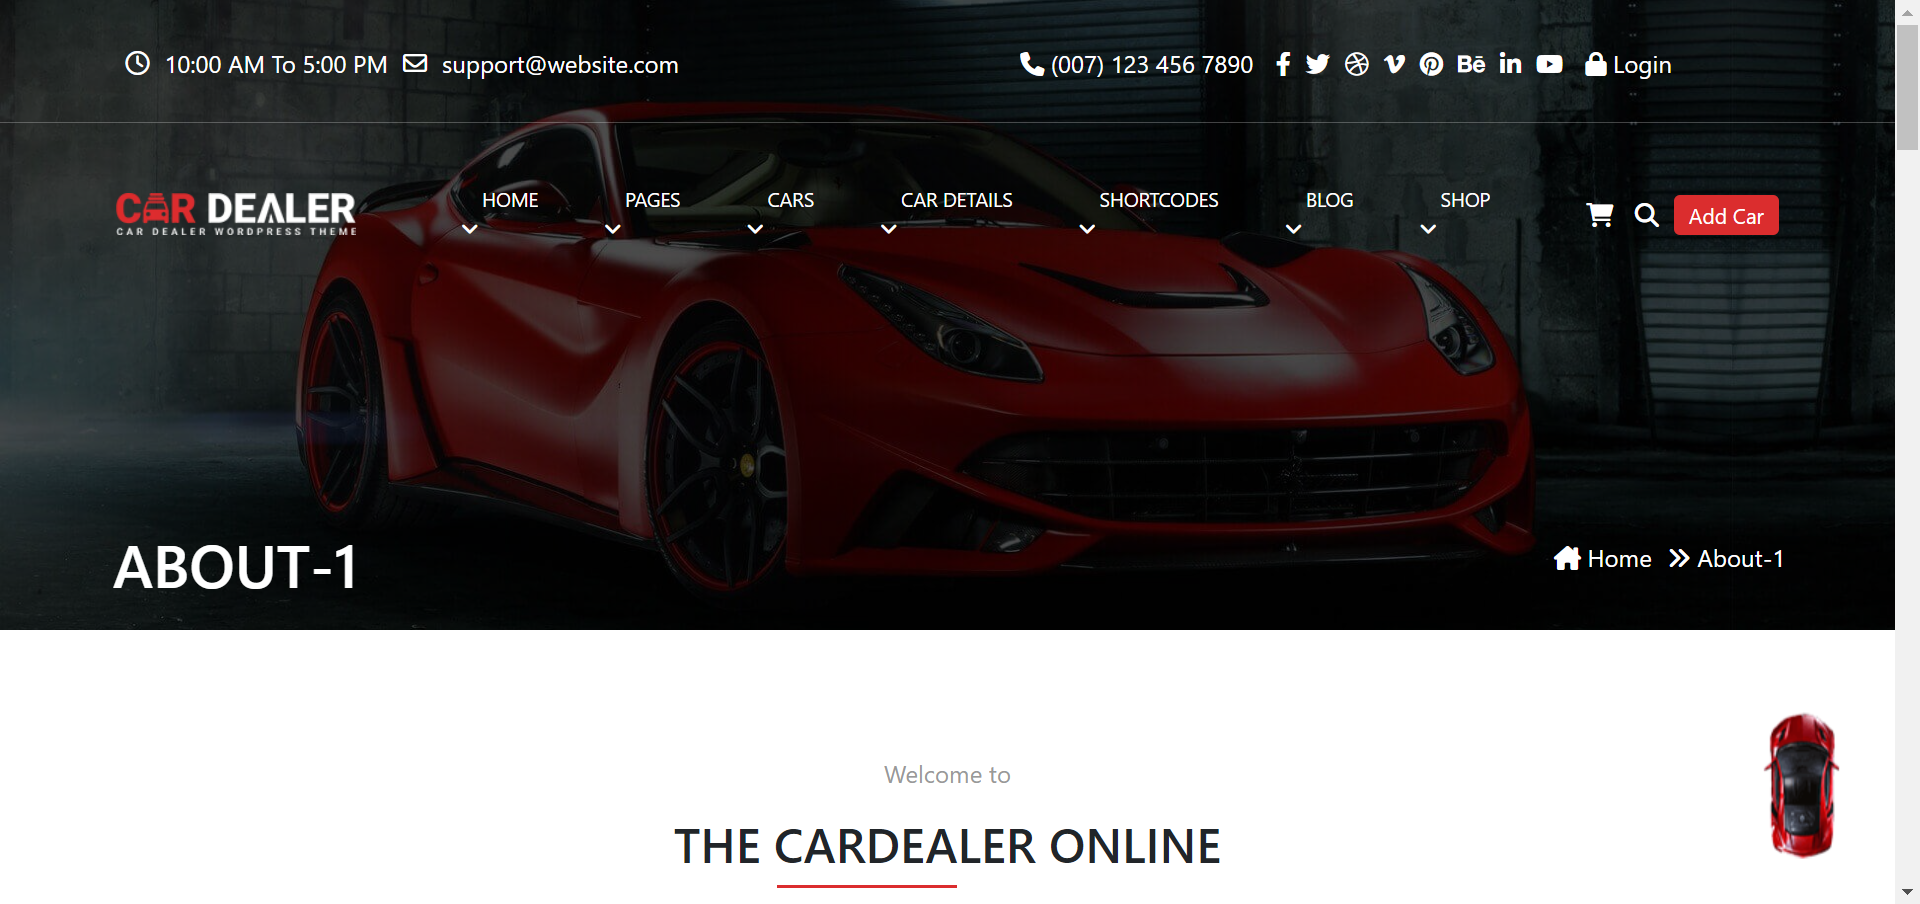 10:00 AM To 5:00 PM support@website.com (007) 123 456 7890 Bē in Login
CAR DEALER
CAR DEALER WORDPRESS THEME
HOME PAGES CARS CAR DETAILS SHORTCODES BLOG SHOP
Add Car
ABOUT-1
Home About-1
Welcome to
THE CARDEALER ONLINE